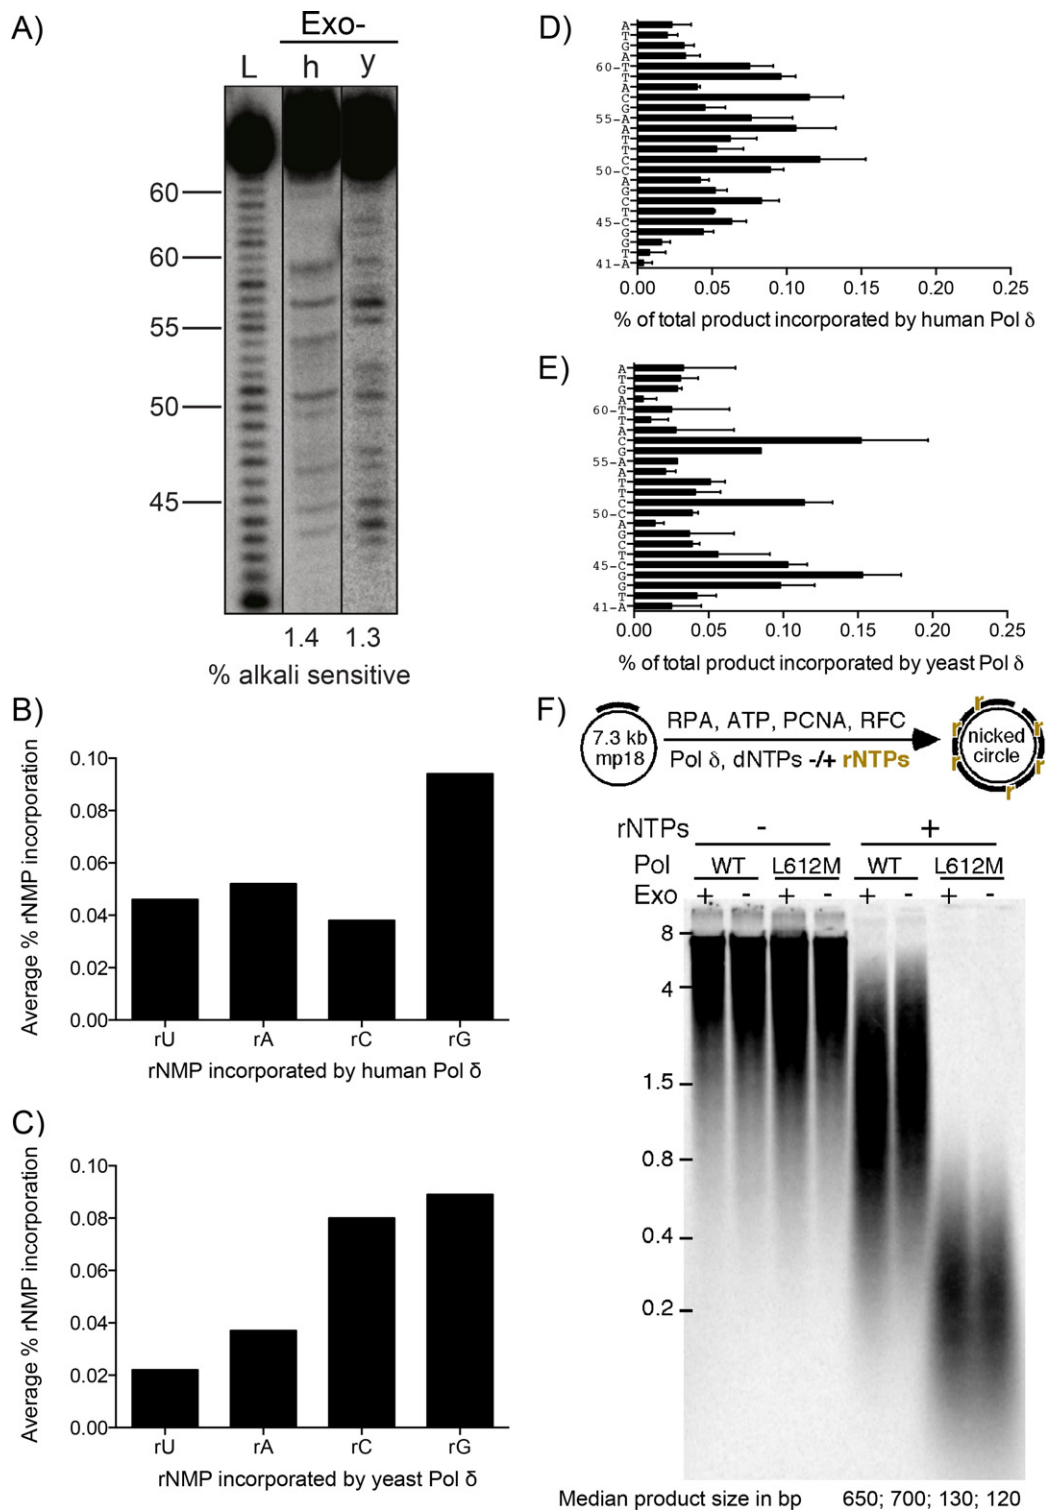 A)
Exo-
L h y
60
60
55
50
45
1.4 1.3
% alkali sensitive
B)
Average % rNMP incorporation
0.10
0.08
0.06
0.04
0.02
0.00
rU rA rC rG
rNMP incorporated by human Pol δ
C)
Average % rNMP incorporation
0.10
0.08
0.06
0.04
0.02
0.00
rU rA rC rG
rNMP incorporated by yeast Pol δ
D)
A
T
G
A
60-T
T
A
C
G
55-A
A
T
T
C
50-C
A
G
C
T
45-C
G
G
T
41-A
0.00 0.05 0.10 0.15 0.20 0.25
% of total product incorporated by human Pol δ
E)
A
T
G
A
60-T
T
A
C
G
55-A
A
T
T
C
50-C
A
G
C
T
45-C
G
G
T
41-A
0.00 0.05 0.10 0.15 0.20 0.25
% of total product incorporated by yeast Pol δ
F)
7.3 kb
mp18
RPA, ATP, PCNA, RFC
Pol δ, dNTPs -/+ rNTPs
nicked
circle
r
r
r
r
r
r
rNTPs - +
Pol WT L612M WT L612M
Exo + - + - + - + -
8
4
1.5
0.8
0.4
0.2
Median product size in bp 650; 700; 130; 120